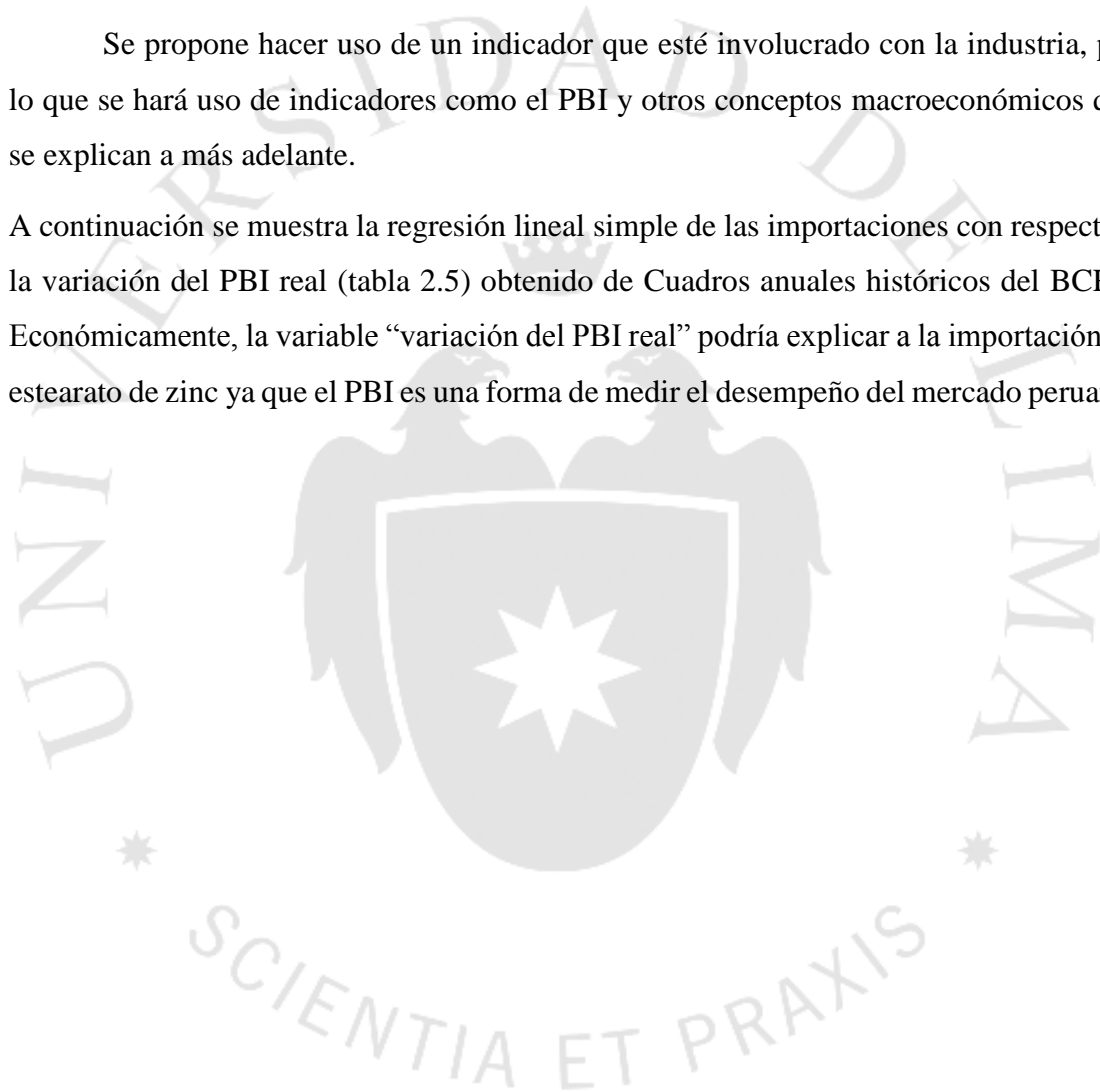 Se propone hacer uso de un indicador que esté involucrado con la industria,
lo que se hará uso de indicadores como el PBI y otros conceptos macroeconómicos
se explican a más adelante.
A continuación se muestra la regresión lineal simple de las importaciones con
la variación del PBI real (tabla 2.5) obtenido de Cuadros anuales históricos del
Económicamente, la variable “variación del PBI real” podría explicar a la importación
estearato de zinc ya que el PBI es una forma de medir el desempeño del mercado
UNIVERSIDAD DE LIMA
SCIENTIA ET PRAXIS